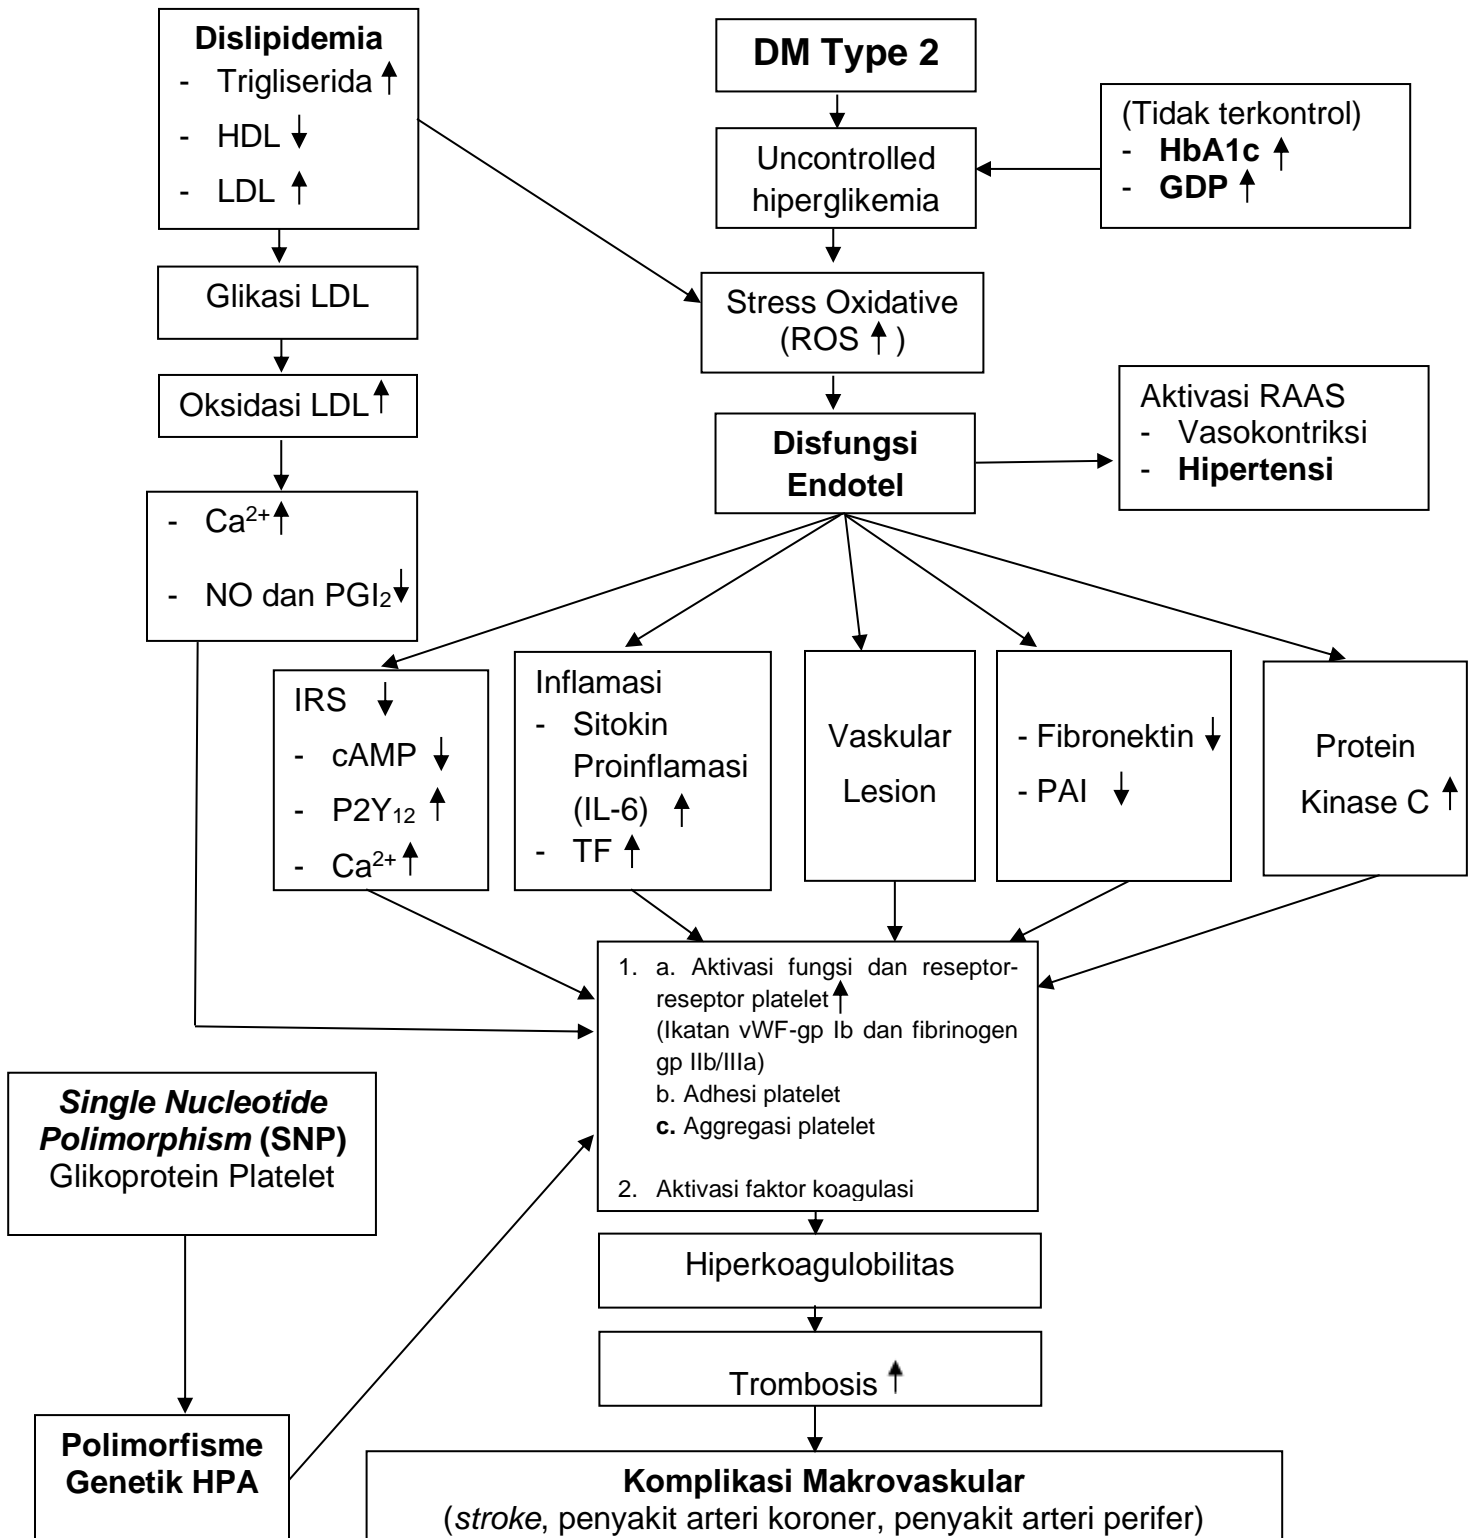 Dislipidemia
- Trigliserida ↑
- HDL ↓
- LDL ↑
DM Type 2
(Tidak terkontrol)
- HbA1c ↑
- GDP ↑
Uncontrolled
hiperglikemia
Glikasi LDL
Stress Oxidative
(ROS ↑ )
Oksidasi LDL ↑
Disfungsi
Endotel
Aktivasi RAAS
- Vasokontriksi
- Hipertensi
- Ca²⁺ ↑
- NO dan PGI₂ ↓
IRS ↓
- cAMP ↓
- P2Y₁₂ ↑
- Ca²⁺ ↑
Inflamasi
- Sitokin
Proinflamasi
(IL-6) ↑
- TF ↑
Vaskular
Lesion
- Fibronektin ↓
- PAI ↓
Protein
Kinase C ↑
1. a. Aktivasi fungsi dan reseptor-
reseptor platelet ↑
(Ikatan vWF-gp Ib dan fibrinogen
gp IIb/IIIa)
b. Adhesi platelet
c. Aggregasi platelet
2. Aktivasi faktor koagulasi
Single Nucleotide
Polimorphism (SNP)
Glikoprotein Platelet
Hiperkoagulobilitas
Trombosis ↑
Polimorfisme
Genetik HPA
Komplikasi Makrovaskular
(stroke, penyakit arteri koroner, penyakit arteri perifer)